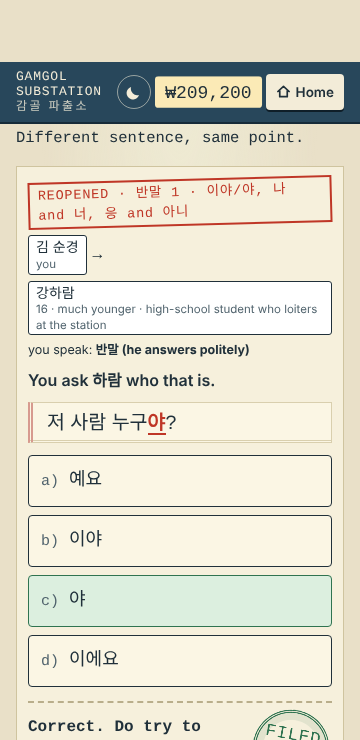 GAMGOL
SUBSTATION
감골 파출소
₩209,200
Home
Different sentence, same point.
REOPENED · 반말 1 · 이야/야, 나
and 너, 응 and 아니
김 순경
you
→
강하람
16 · much younger · high-school student who loiters
at the station
you speak: 반말 (he answers politely)
You ask 하람 who that is.
저 사람 누구야?
a) 예요
b) 이야
c) 야
d) 이에요
Correct. Do try to
FILED